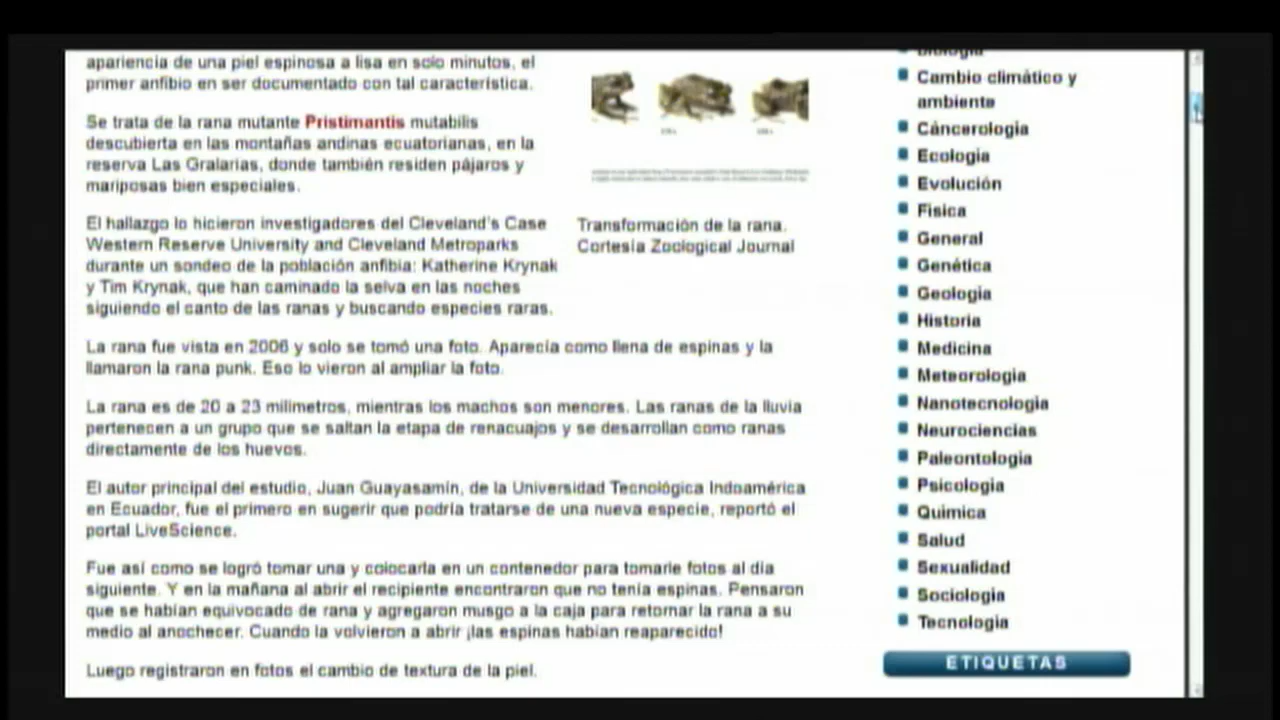 apariencia de una piel espinosa a lisa en solo minutos, el
primer anfibio en ser documentado con tal característica.
Se trata de la rana mutante Pristimantis mutabilis
descubierta en las montañas andinas ecuatorianas, en la
reserva Las Gralarias, donde también residen pájaros y
mariposas bien especiales.
El hallazgo lo hicieron investigadores del Cleveland's Case
Western Reserve University and Cleveland Metroparks
durante un sondeo de la población anfibia: Katherine Krynak
y Tim Krynak, que han caminado la selva en las noches
siguiendo el canto de las ranas y buscando especies raras.
Transformación de la rana.
Cortesía Zoological Journal
La rana fue vista en 2006 y solo se tomó una foto. Aparecía como llena de espinas y la
llamaron la rana punk. Eso lo vieron al ampliar la foto.
La rana es de 20 a 23 milímetros, mientras los machos son menores. Las ranas de la lluvia
pertenecen a un grupo que se saltan la etapa de renacuajos y se desarrollan como ranas
directamente de los huevos.
El autor principal del estudio, Juan Guayasamín, de la Universidad Tecnológica Indoamérica
en Ecuador, fue el primero en sugerir que podría tratarse de una nueva especie, reportó el
portal LiveScience.
Fue así como se logró tomar una y colocarla en un contenedor para tomarle fotos al día
siguiente. Y en la mañana al abrir el recipiente encontraron que no tenía espinas. Pensaron
que se habían equivocado de rana y agregaron musgo a la caja para retornar la rana a su
medio al anochecer. Cuando la volvieron a abrir ¡las espinas habían reaparecido!
Luego registraron en fotos el cambio de textura de la piel.
Biología
Cambio climático y
ambiente
Cáncerología
Ecología
Evolución
Física
General
Genética
Geología
Historia
Medicina
Meteorología
Nanotecnología
Neurociencias
Paleontología
Psicología
Química
Salud
Sexualidad
Sociología
Tecnología
ETIQUETAS